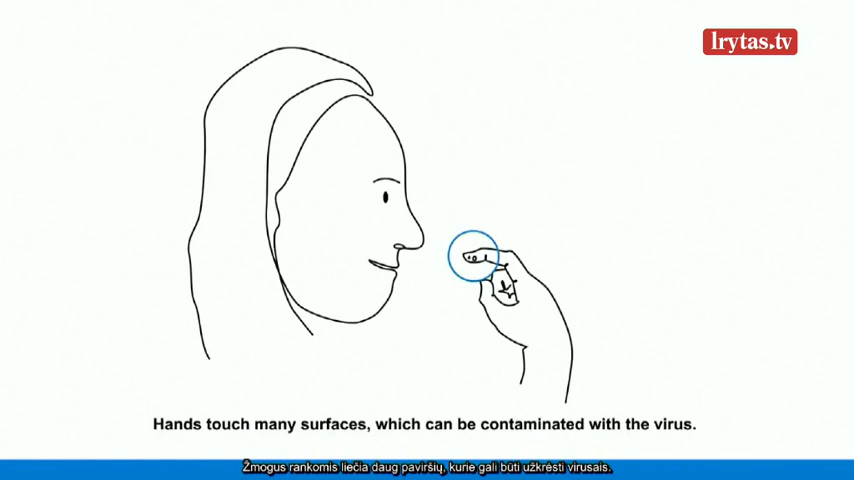 lrytas.tv
Hands touch many surfaces, which can be contaminated with the virus.
Žmogus rankomis liečia daug paviršių, kurie gali būti užkrėsti virusais.